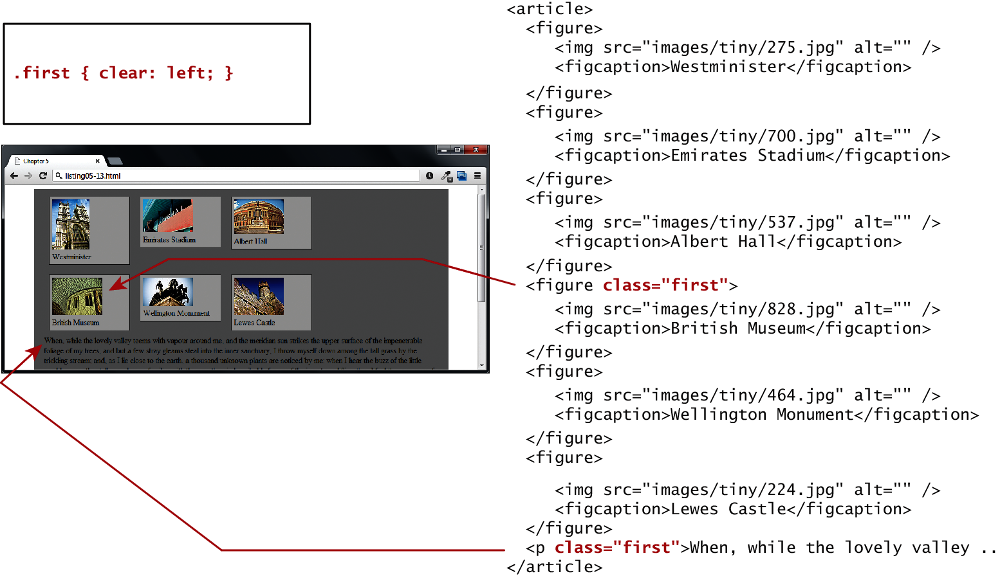 .first { clear: left; }
Chapter 5
listing05-13.html
Westminister
Emirates Stadium
Albert Hall
British Museum
Wellington Monument
Lewes Castle
When, while the lovely valley teems with vapour around me, and the meridian sun strikes the upper surface of the impenetrable
foliage of my trees, and but a few stray gleams steal into the inner sanctuary, I throw myself down among the tall grass by the
trickling stream; and, as I lie close to the earth, a thousand unknown plants are noticed by me: when I hear the buzz of the little
<article>
<figure>
<img src="images/tiny/275.jpg" alt="" />
<figcaption>Westminister</figcaption>
</figure>
<figure>
<img src="images/tiny/700.jpg" alt="" />
<figcaption>Emirates Stadium</figcaption>
</figure>
<figure>
<img src="images/tiny/537.jpg" alt="" />
<figcaption>Albert Hall</figcaption>
</figure>
<figure class="first">
<img src="images/tiny/828.jpg" alt="" />
<figcaption>British Museum</figcaption>
</figure>
<figure>
<img src="images/tiny/464.jpg" alt="" />
<figcaption>Wellington Monument</figcaption>
</figure>
<figure>
<img src="images/tiny/224.jpg" alt="" />
<figcaption>Lewes Castle</figcaption>
</figure>
<p class="first">When, while the lovely valley ..
</article>